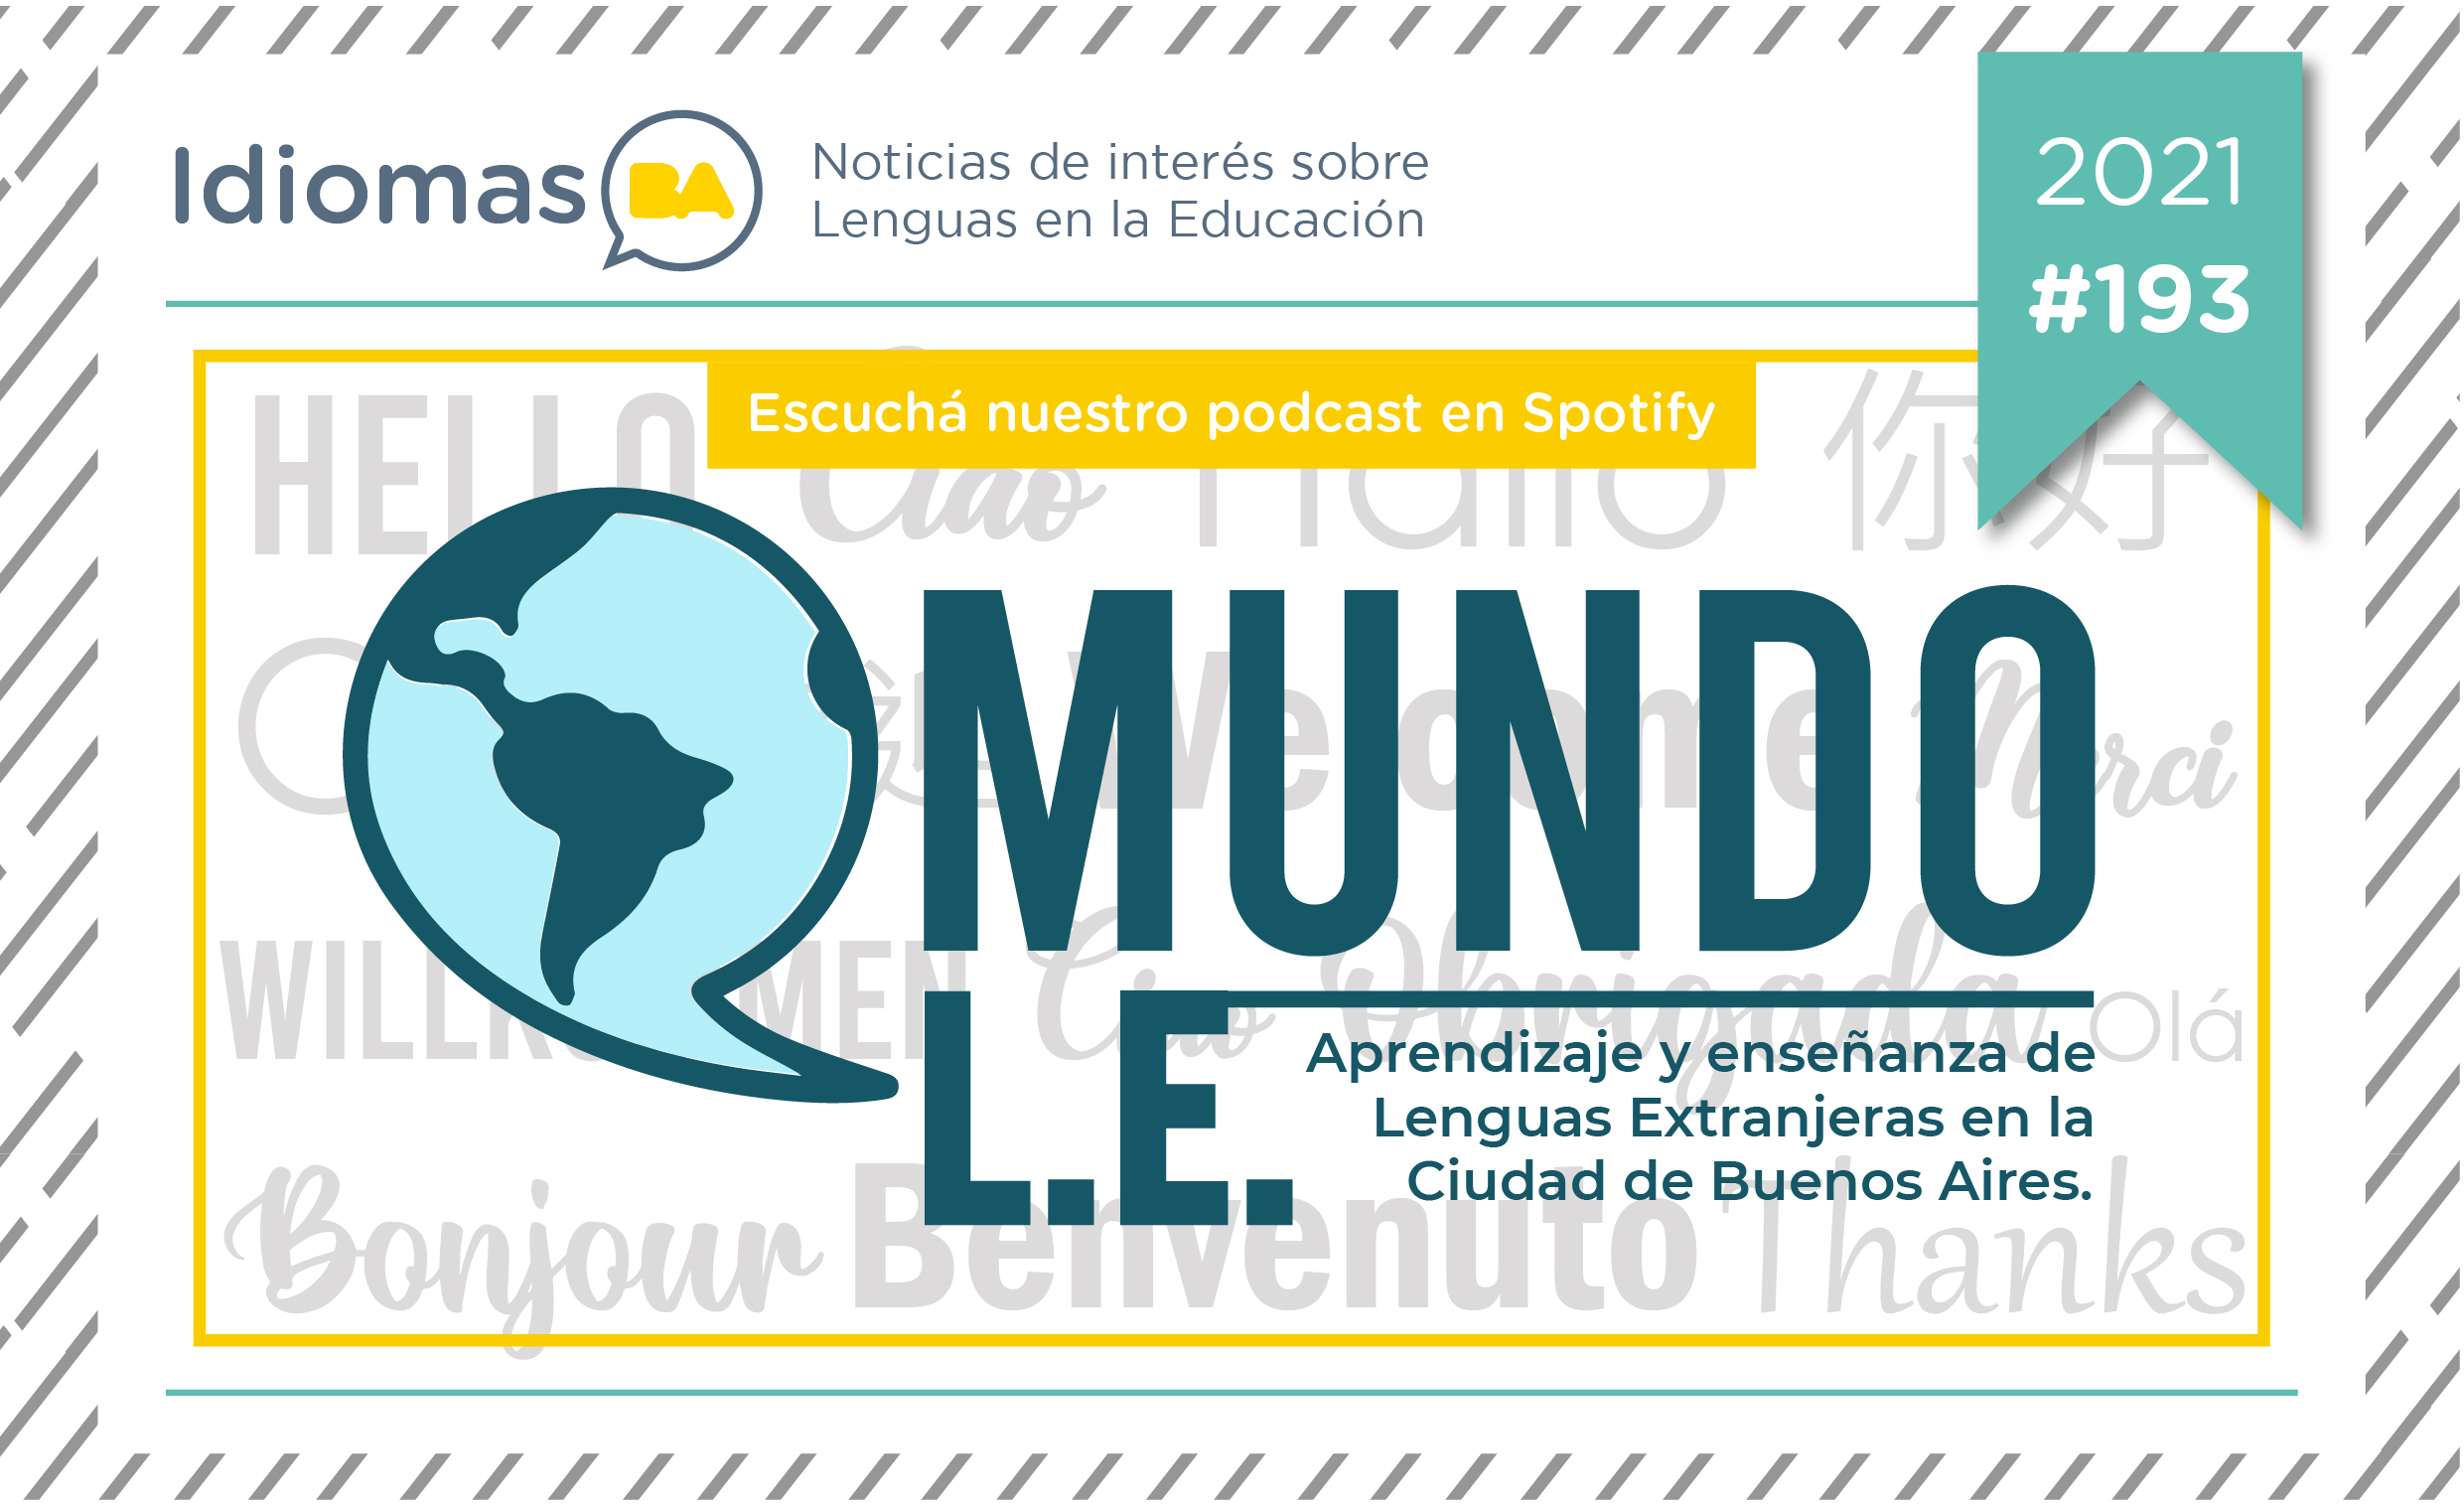 Idiomas BA
Noticias de interés sobre
Lenguas en la Educación
2021
#193
Escuchá nuestro podcast en Spotify
HELLO Ciao Hallo 你好
MUNDO
Welcome Merci
L.E.
Aprendizaje y enseñanza de
Lenguas Extranjeras en la
Ciudad de Buenos Aires.
WILLKOMMEN Ciao Obrigada olá
Bonjour Benvenuto Thanks